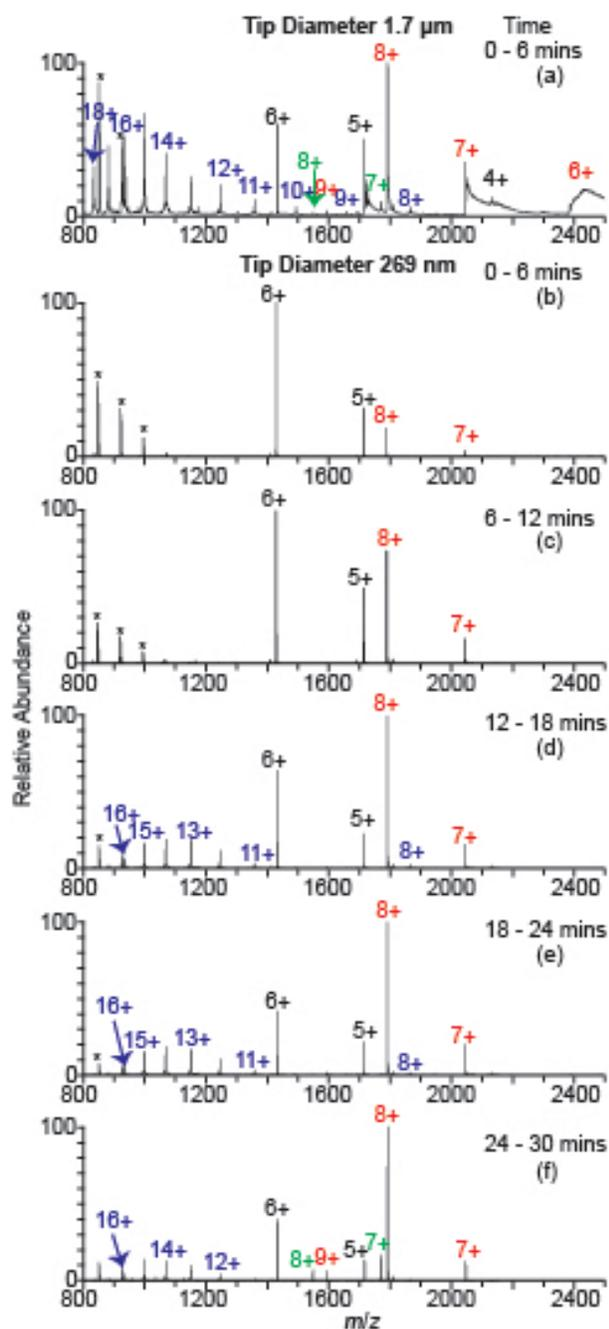 Tip Diameter 1.7 µm Time
0 - 6 mins
(a)
100
0
* 18+ * 16+ 14+ 12+ 11+ 6+ 10+ 8+ 9+ 9+ 5+ 7+ 8+ 8+ 7+ 4+ 6+
800 1200 1600 2000 2400
Tip Diameter 269 nm 0 - 6 mins
(b)
100
0
* * * 6+ 5+ 8+ 7+
800 1200 1600 2000 2400
6 - 12 mins
(c)
100
0
* * * 6+ 5+ 8+ 7+
800 1200 1600 2000 2400
Relative Abundance
12 - 18 mins
(d)
100
0
* 16+ 15+ 13+ 11+ 6+ 5+ 8+ 8+ 7+
800 1200 1600 2000 2400
18 - 24 mins
(e)
100
0
* 16+ 15+ 13+ 11+ 6+ 5+ 8+ 8+ 7+
800 1200 1600 2000 2400
24 - 30 mins
(f)
100
0
16+ 14+ 12+ 6+ 8+ 9+ 5+ 7+ 8+ 7+
800 1200 1600 2000 2400
m/z